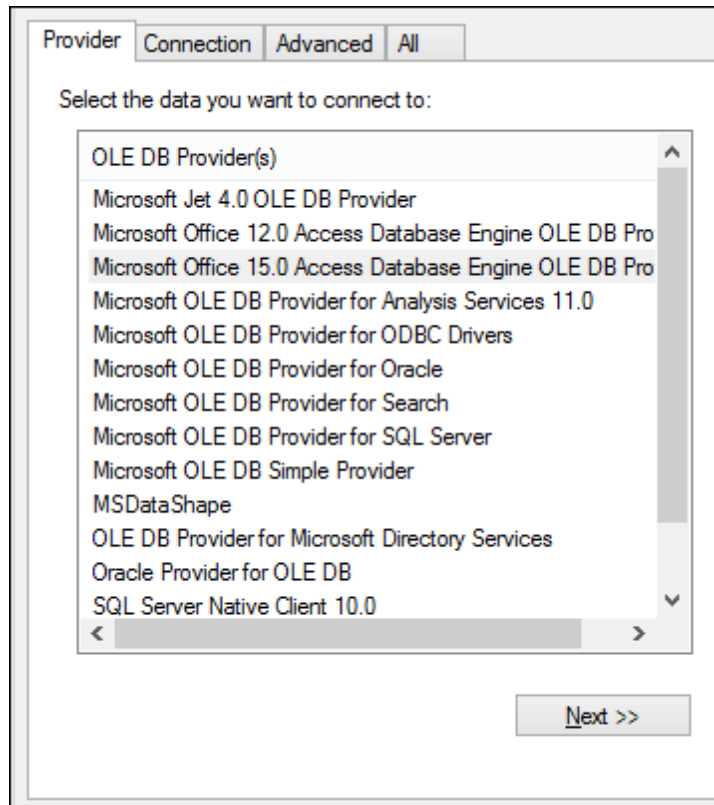 Provider Connection Advanced All
Select the data you want to connect to:
OLE DB Provider(s)
Microsoft Jet 4.0 OLE DB Provider
Microsoft Office 12.0 Access Database Engine OLE DB Pro
Microsoft Office 15.0 Access Database Engine OLE DB Pro
Microsoft OLE DB Provider for Analysis Services 11.0
Microsoft OLE DB Provider for ODBC Drivers
Microsoft OLE DB Provider for Oracle
Microsoft OLE DB Provider for Search
Microsoft OLE DB Provider for SQL Server
Microsoft OLE DB Simple Provider
MSDataShape
OLE DB Provider for Microsoft Directory Services
Oracle Provider for OLE DB
SQL Server Native Client 10.0
Next >>